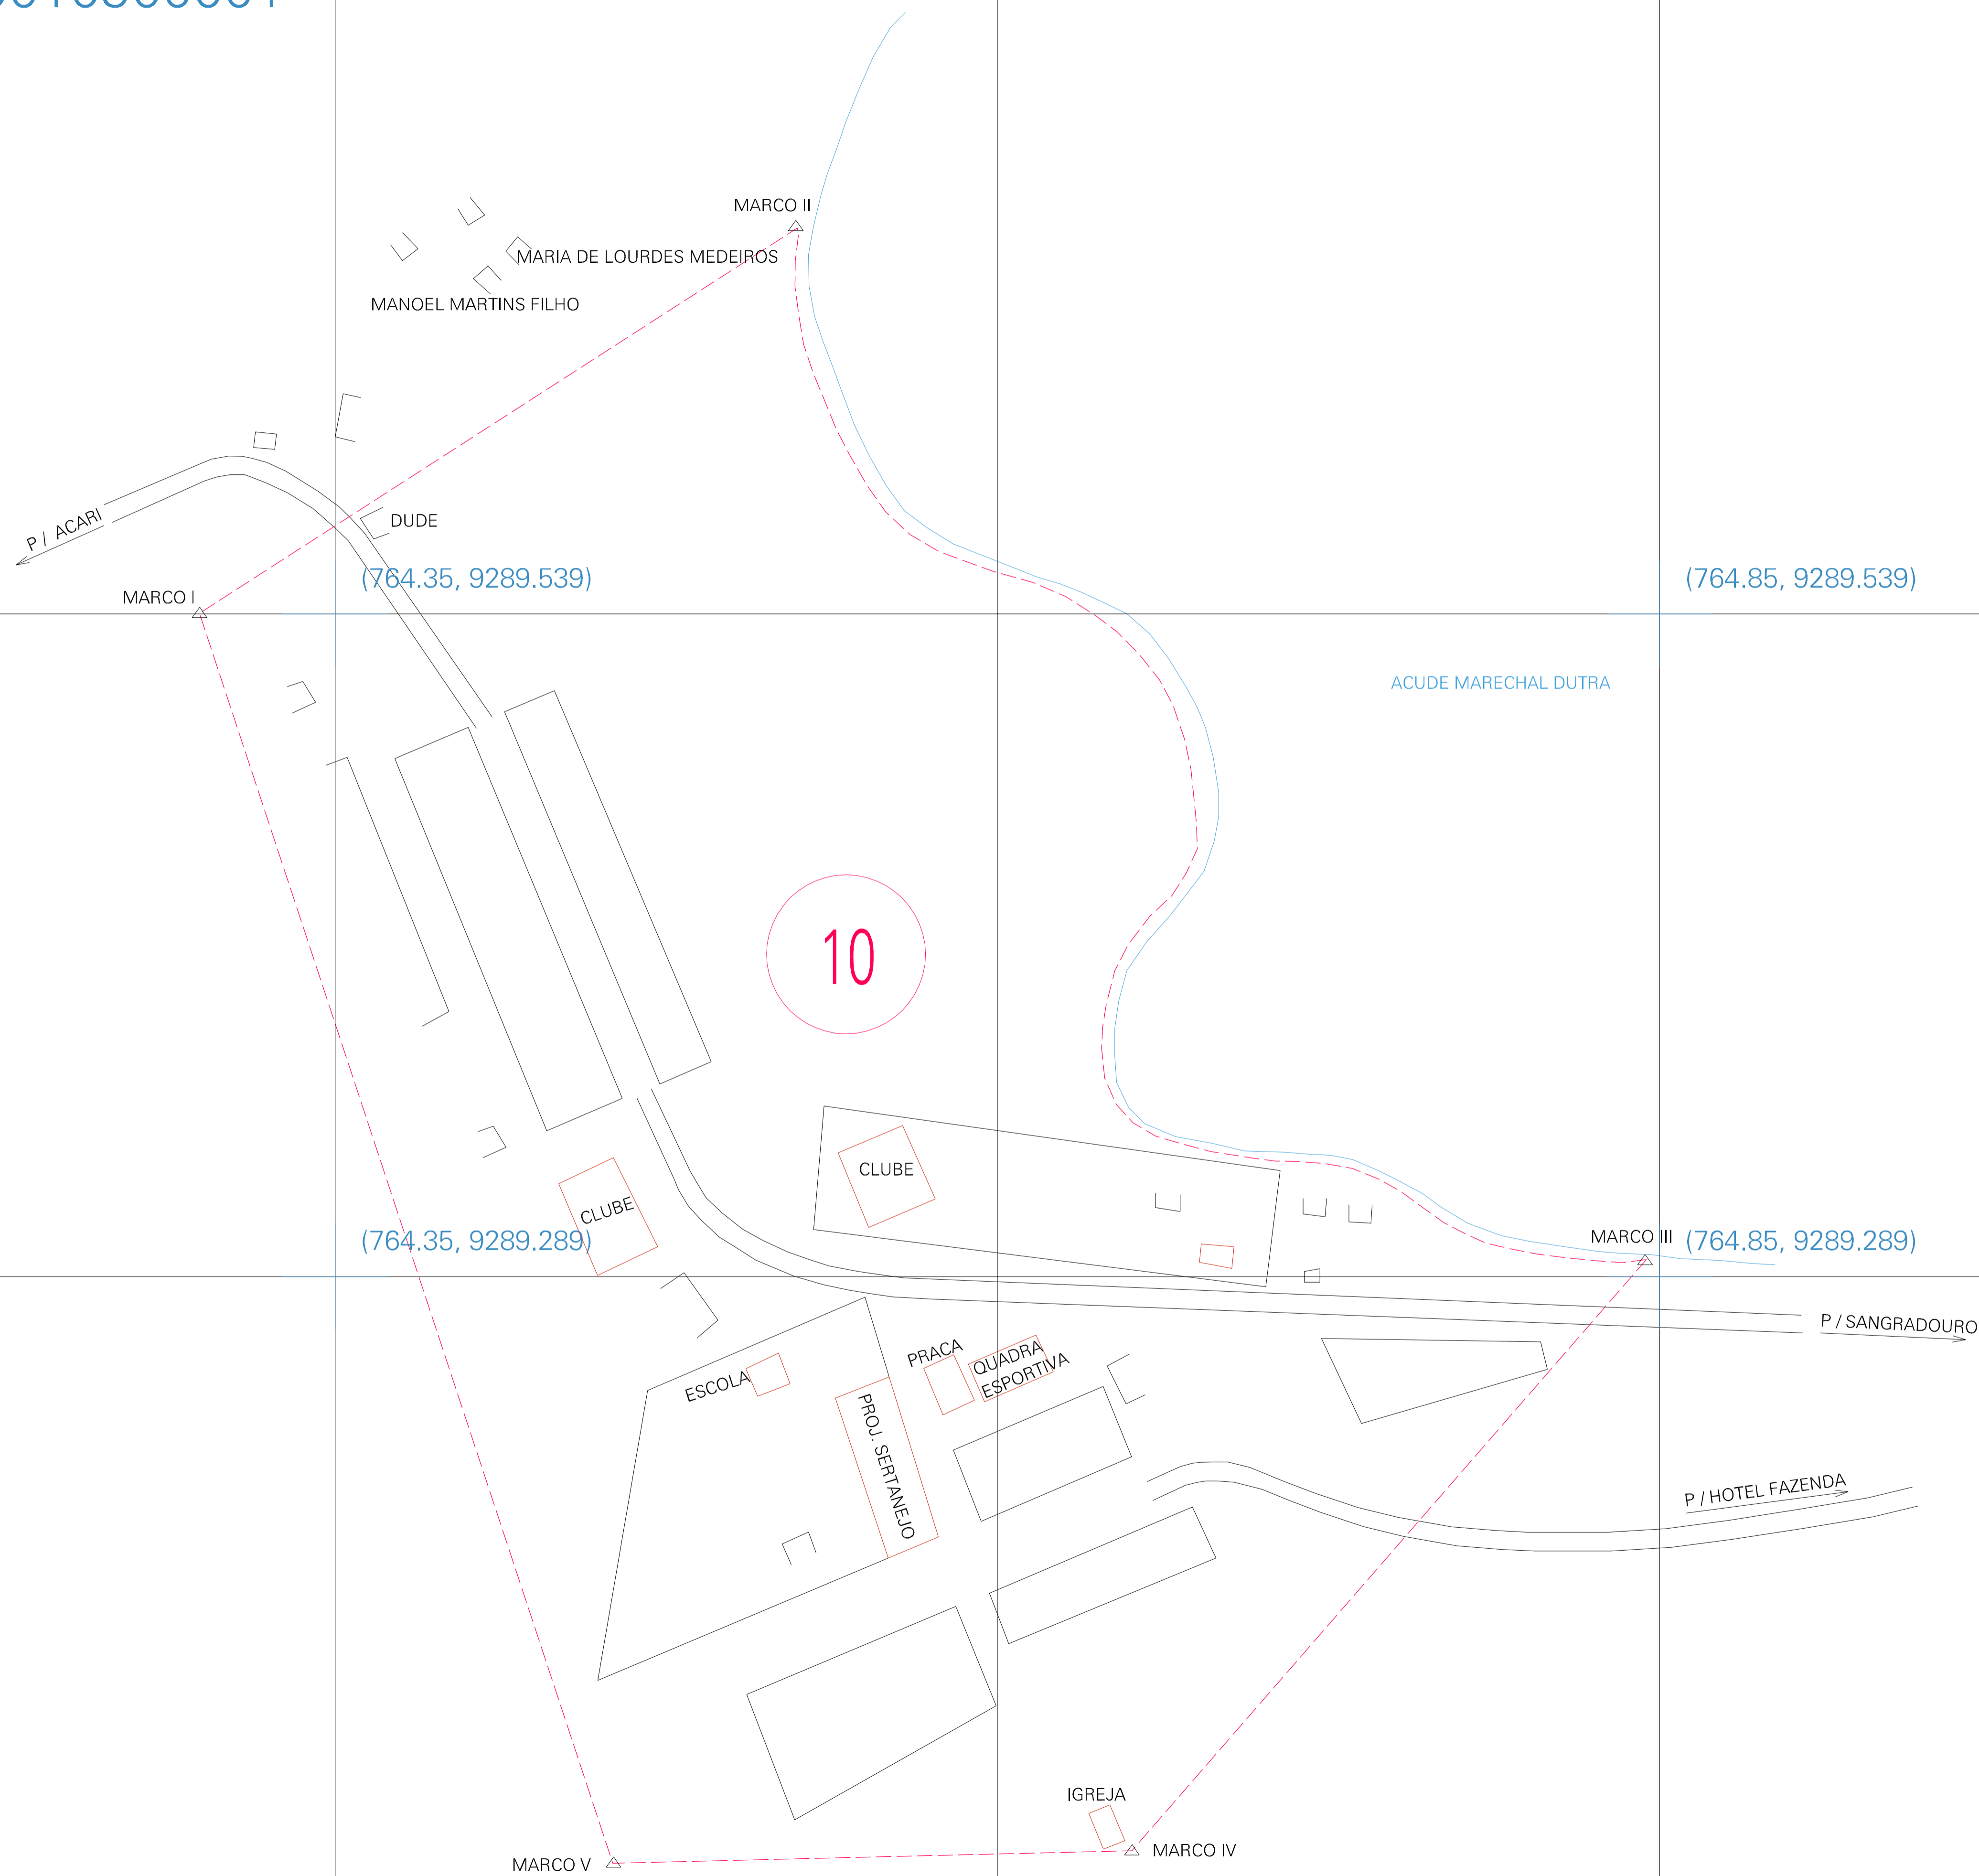 MARCO II
MARIA DE LOURDES MEDEIROS
MANOEL MARTINS FILHO
P / ACARI
DUDE
(764.35, 9289.539)
(764.85, 9289.539)
MARCO I
ACUDE MARECHAL DUTRA
10
CLUBE
CLUBE
(764.35, 9289.289)
MARCO III
(764.85, 9289.289)
P / SANGRADOURO
PRACA
QUADRA
ESPORTIVA
ESCOLA
PROJ. SERTANEJO
P / HOTEL FAZENDA
IGREJA
MARCO IV
MARCO V